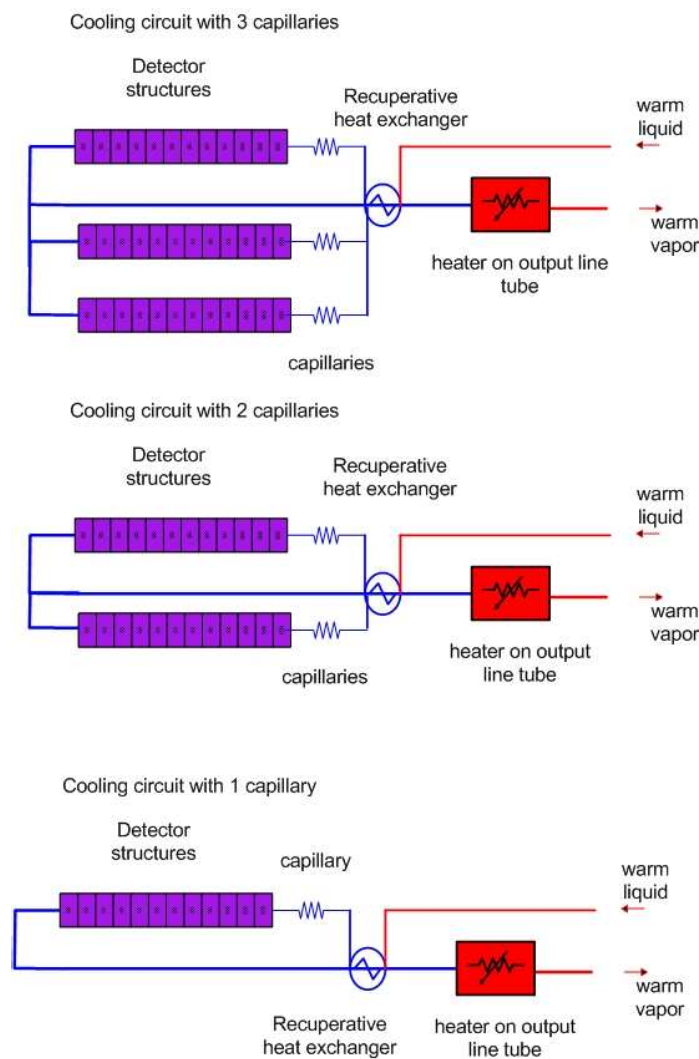 Cooling circuit with 3 capillaries
Detector
structures
Recuperative
heat exchanger
warm
liquid
warm
vapor
heater on output line
tube
capillaries
Cooling circuit with 2 capillaries
Detector
structures
Recuperative
heat exchanger
warm
liquid
warm
vapor
heater on output
line tube
capillaries
Cooling circuit with 1 capillary
Detector
structures
capillary
warm
liquid
warm
vapor
Recuperative
heat exchanger
heater on output
line tube